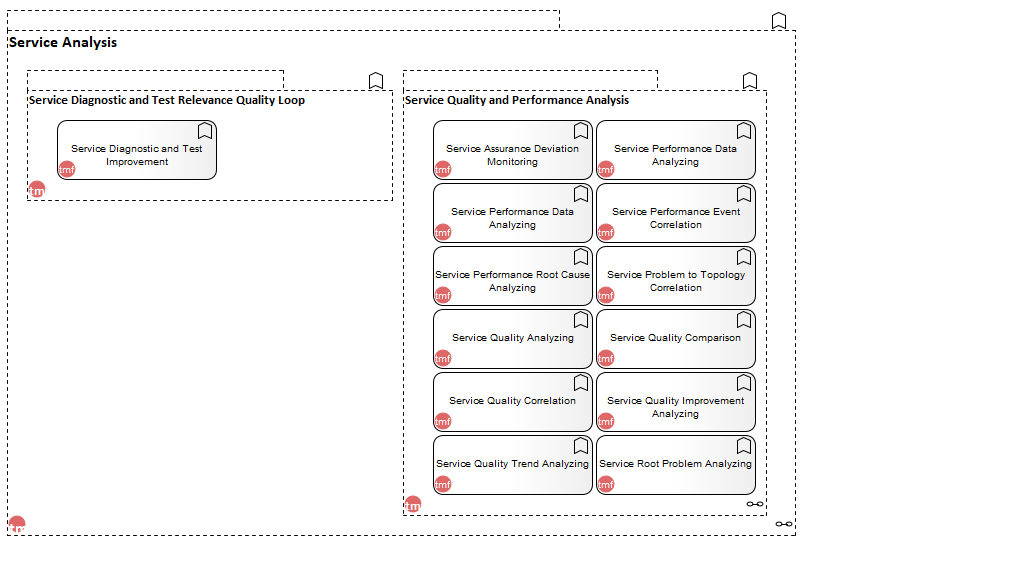 Service Analysis
Service Diagnostic and Test Relevance Quality Loop
Service Diagnostic and Test
Improvement
tmf
tm
Service Quality and Performance Analysis
Service Assurance Deviation
Monitoring
tmf
Service Performance Data
Analyzing
tmf
Service Performance Data
Analyzing
tmf
Service Performance Event
Correlation
tmf
Service Performance Root Cause
Analyzing
tmf
Service Problem to Topology
Correlation
tmf
Service Quality Analyzing
tmf
Service Quality Comparison
tmf
Service Quality Correlation
tmf
Service Quality Improvement
Analyzing
tmf
Service Quality Trend Analyzing
tmf
Service Root Problem Analyzing
tmf
tm
tm